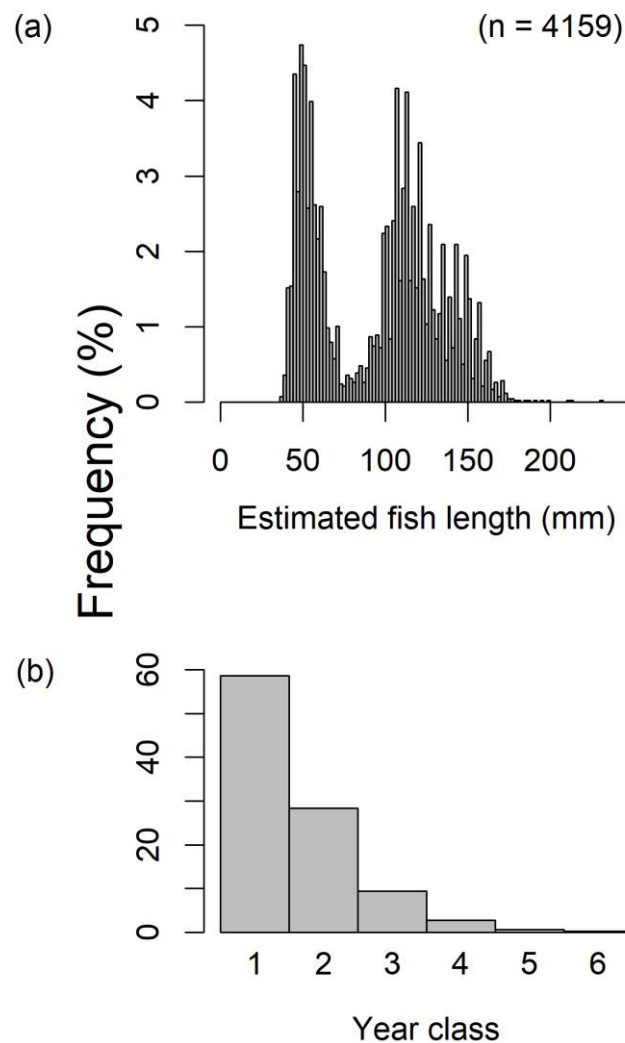 (a)
(n = 4159)
5
4
3
2
1
0
0 50 100 150 200
Estimated fish length (mm)
Frequency (%)
(b)
60
40
20
0
1 2 3 4 5 6
Year class